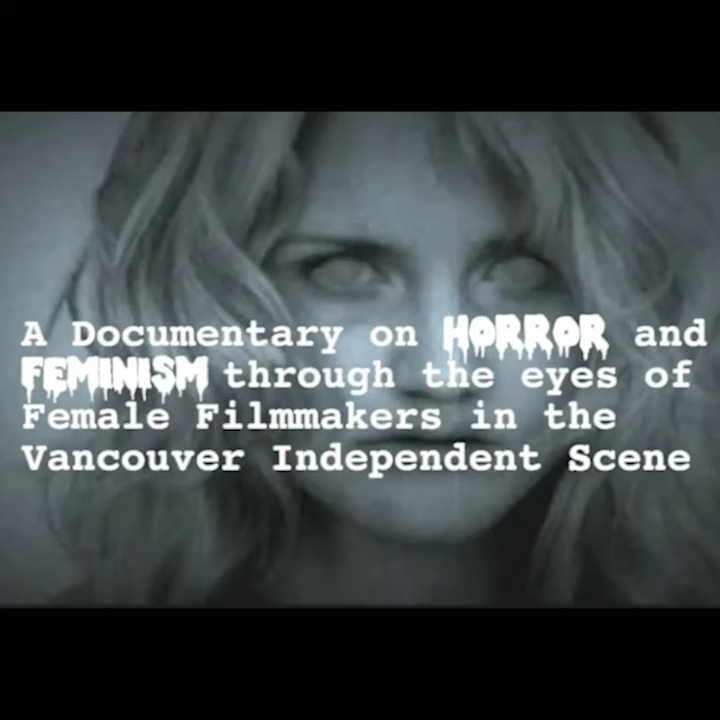 A Documentary on HORROR and
FEMINISM through the eyes of
Female Filmmakers in the
Vancouver Independent Scene